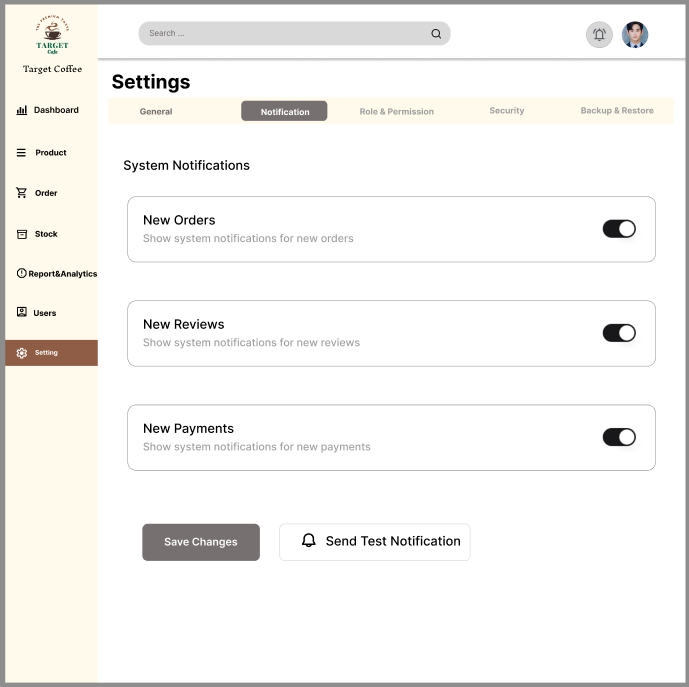 THE PREMIUM TASTE
TARGET
Cafe
Target Coffee
Search ...
Dashboard
Product
Order
Stock
Report&Analytics
Users
Setting
Settings
General
Notification
Role & Permission
Security
Backup & Restore
System Notifications
New Orders
Show system notifications for new orders
New Reviews
Show system notifications for new reviews
New Payments
Show system notifications for new payments
Save Changes
Send Test Notification